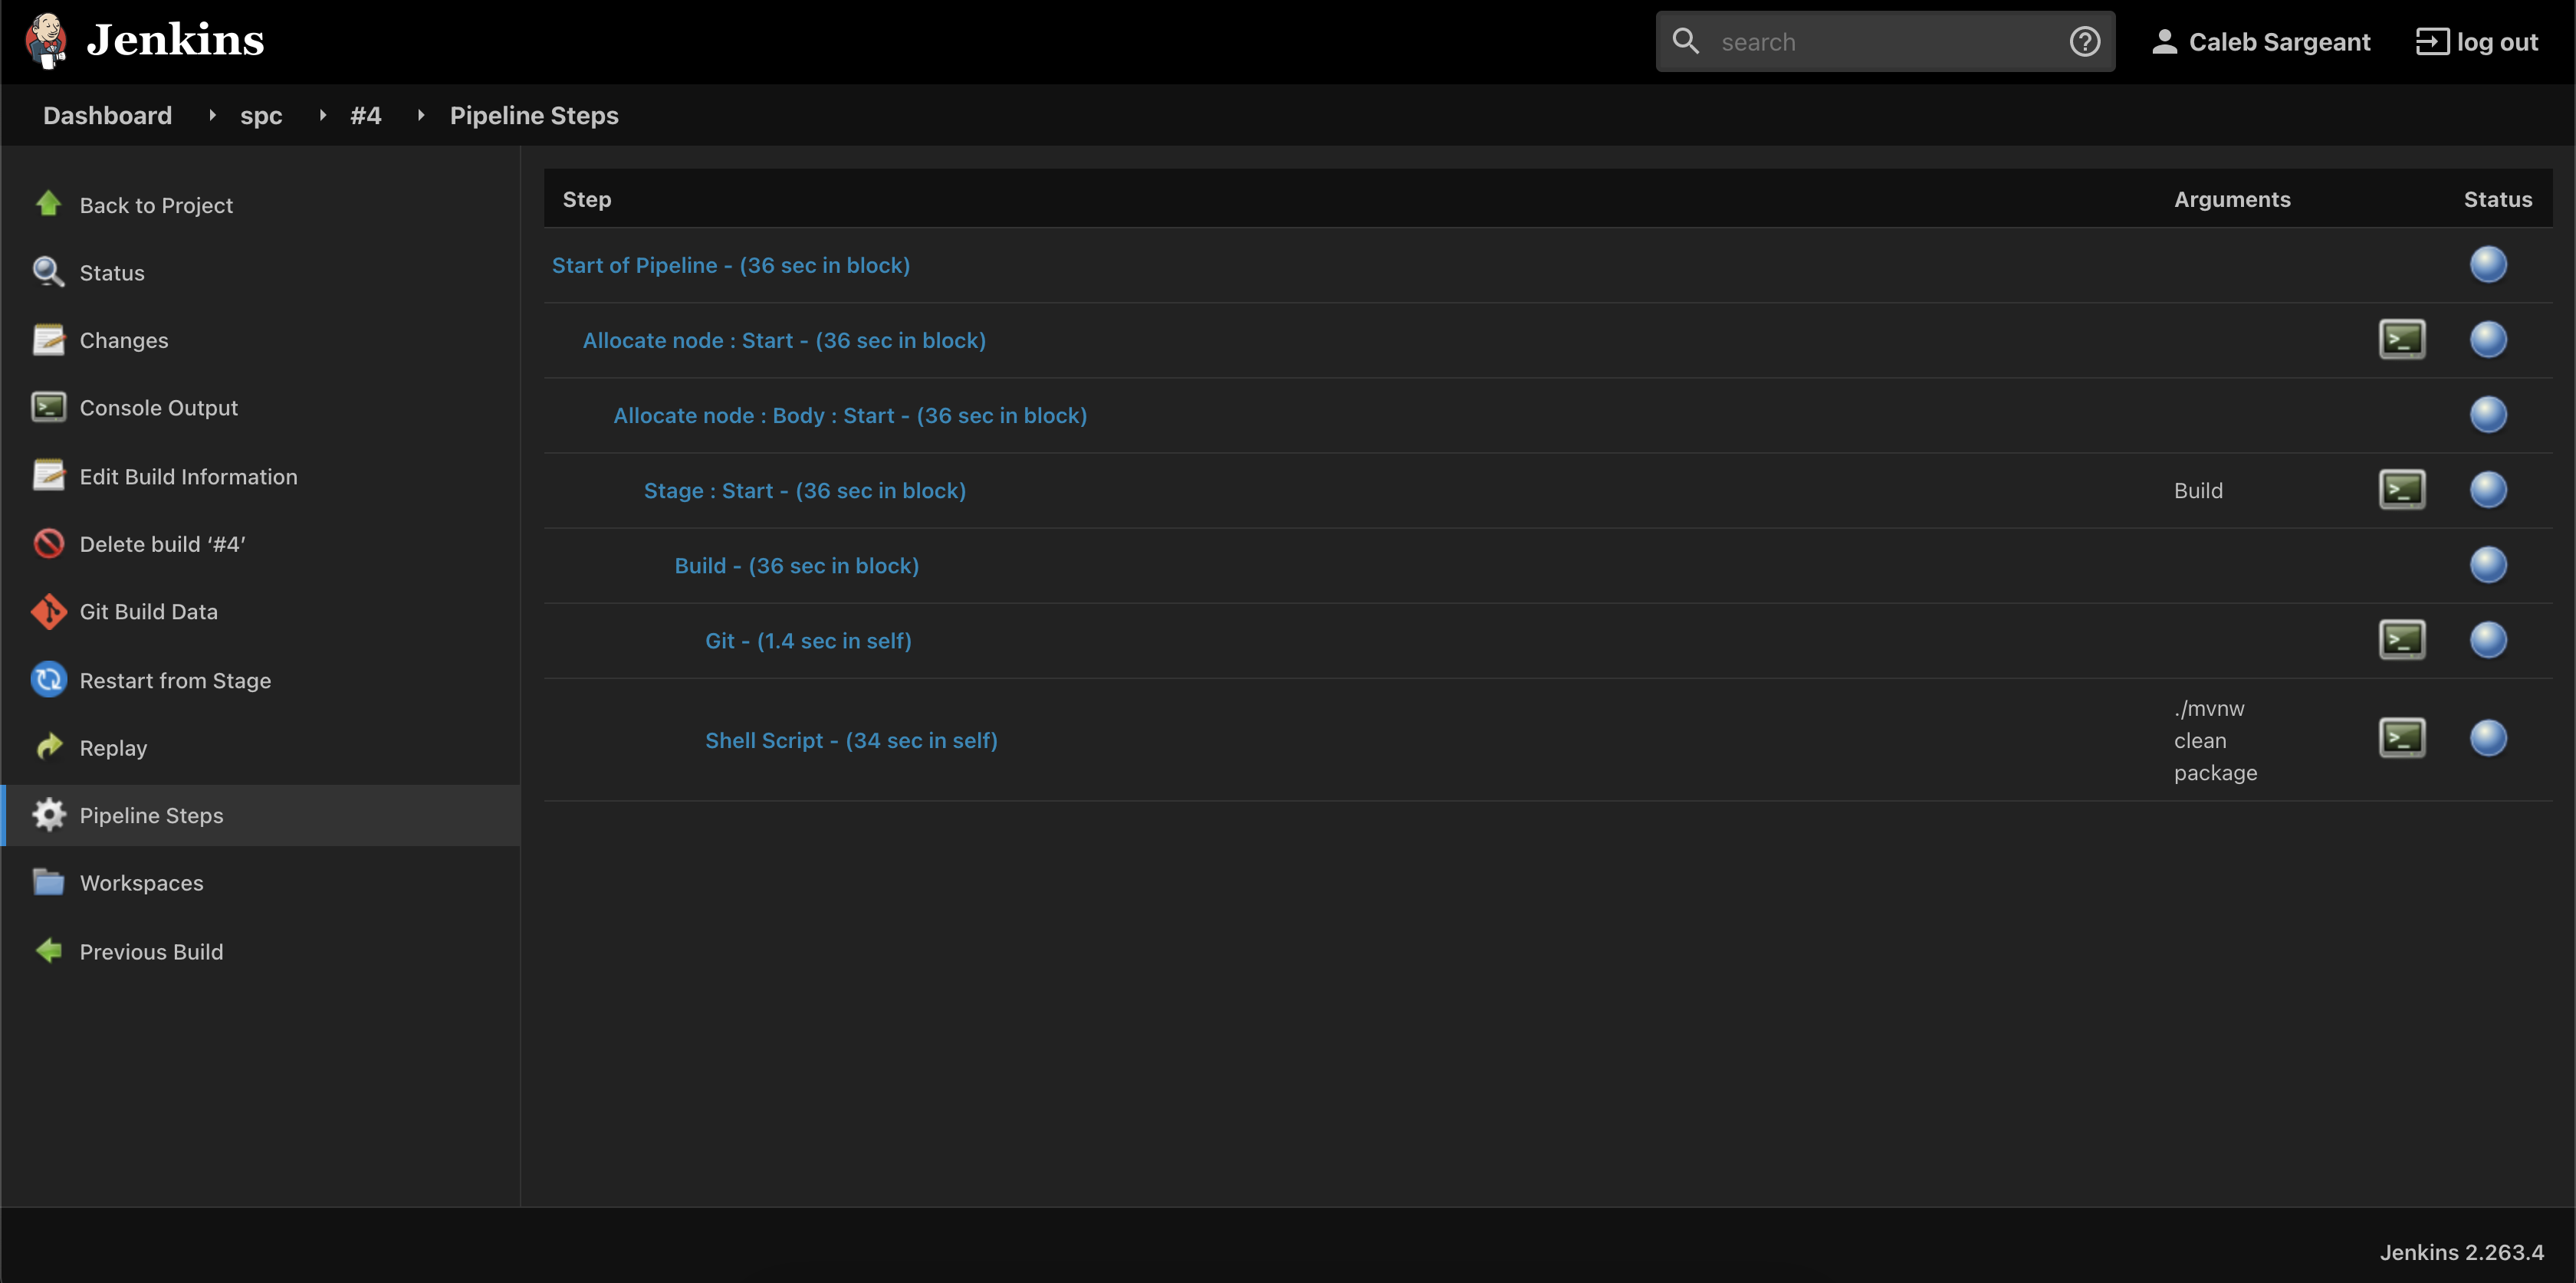 Jenkins
search
Caleb Sargeant
log out
Dashboard
spc
#4
Pipeline Steps
Back to Project
Status
Changes
Console Output
Edit Build Information
Delete build ‘#4’
Git Build Data
Restart from Stage
Replay
Pipeline Steps
Workspaces
Previous Build
Step Arguments Status
Start of Pipeline - (36 sec in block)
Allocate node : Start - (36 sec in block)
Allocate node : Body : Start - (36 sec in block)
Stage : Start - (36 sec in block) Build
Build - (36 sec in block)
Git - (1.4 sec in self)
Shell Script - (34 sec in self)
./mvnw
clean
package
Jenkins 2.263.4